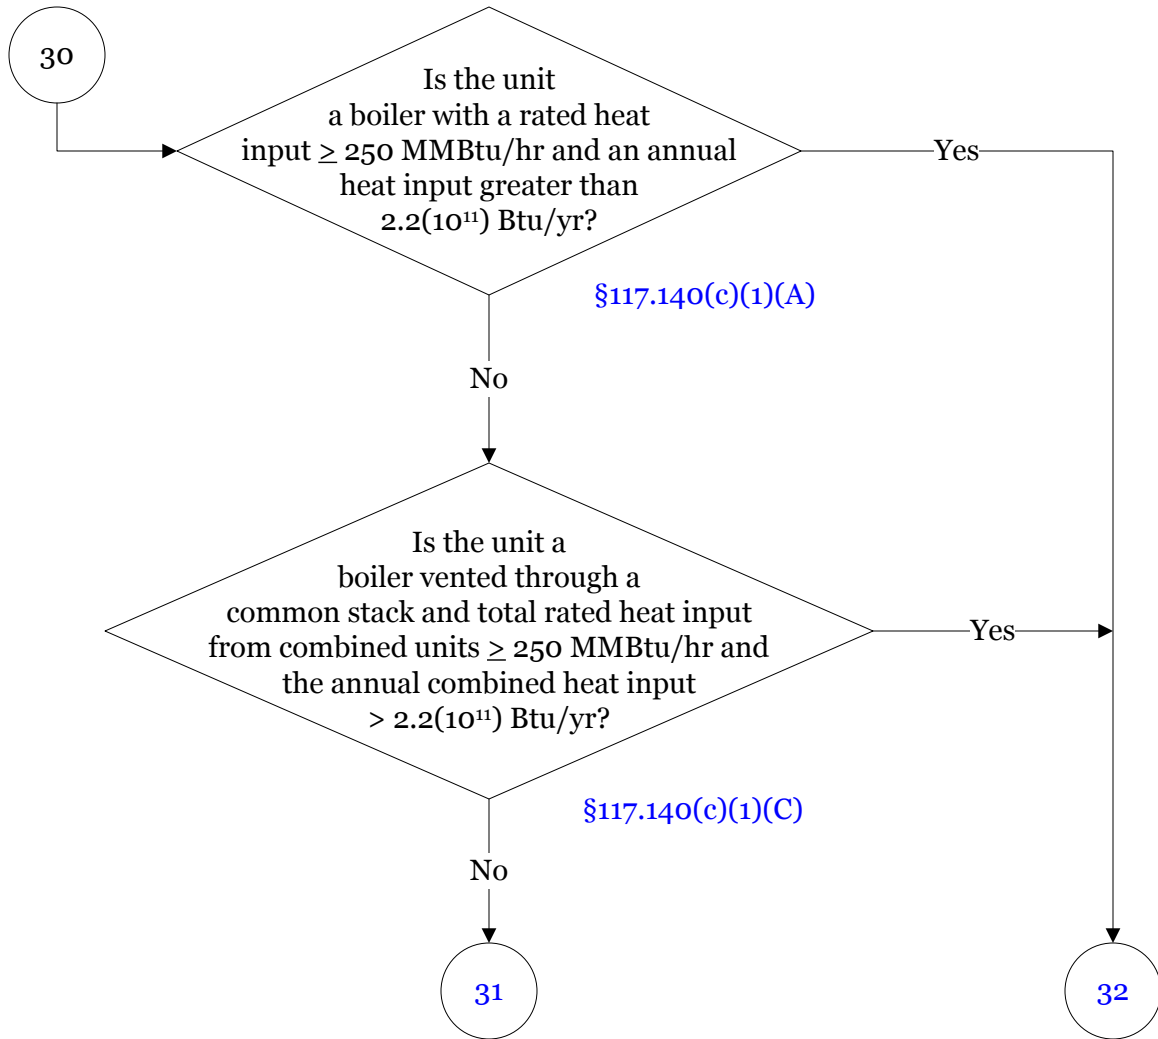 30
Is the unit
a boiler with a rated heat
input ≥ 250 MMBtu/hr and an annual
heat input greater than
2.2(10¹¹) Btu/yr?
Yes
§117.140(c)(1)(A)
No
Is the unit a
boiler vented through a
common stack and total rated heat input
from combined units ≥ 250 MMBtu/hr and
the annual combined heat input
> 2.2(10¹¹) Btu/yr?
Yes
§117.140(c)(1)(C)
No
31
32